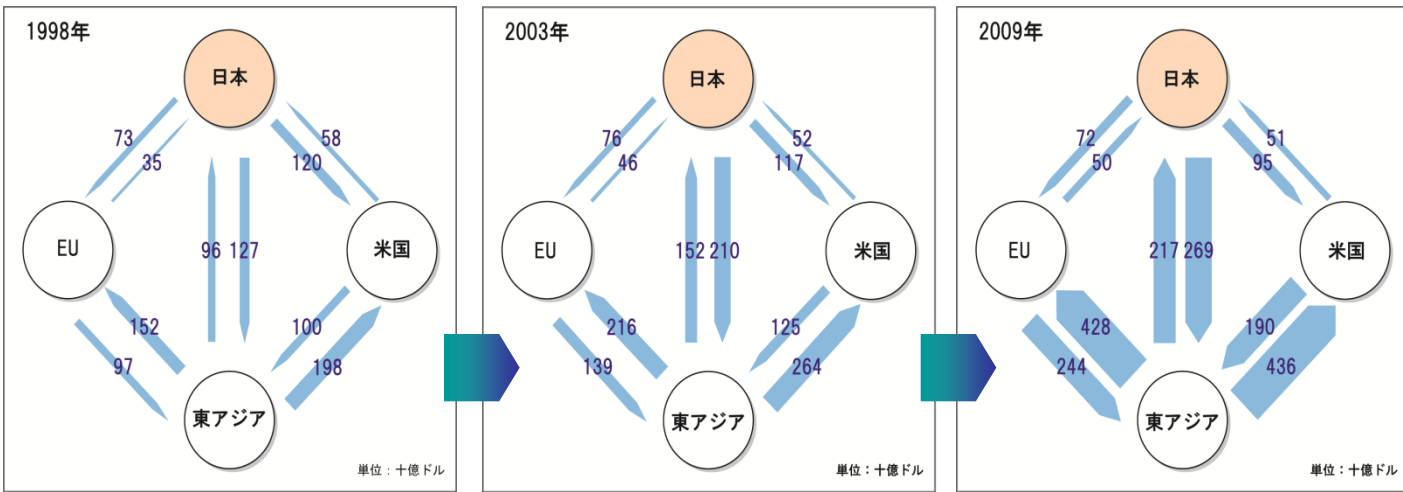 1998年
日本
73
58
35
120
EU
96
127
米国
152
100
97
198
東アジア
単位：十億ドル
2003年
日本
76
52
46
117
EU
152
210
米国
216
125
139
264
東アジア
単位：十億ドル
2009年
日本
72
51
50
95
EU
217
269
米国
428
190
244
436
東アジア
単位：十億ドル